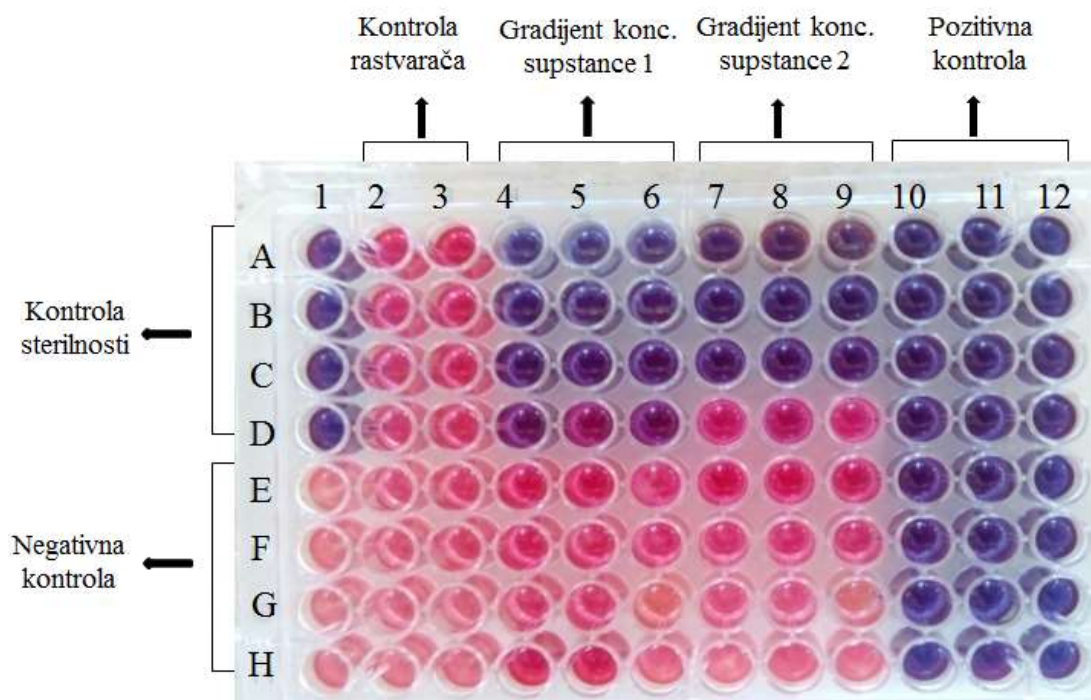 Kontrola
rastvarača
Gradijent konc.
supstance 1
Gradijent konc.
supstance 2
Pozitivna
kontrola
1 2 3 4 5 6 7 8 9 10 11 12
A
B
Kontrola
sterilnosti
C
D
E
F
Negativna
kontrola
G
H